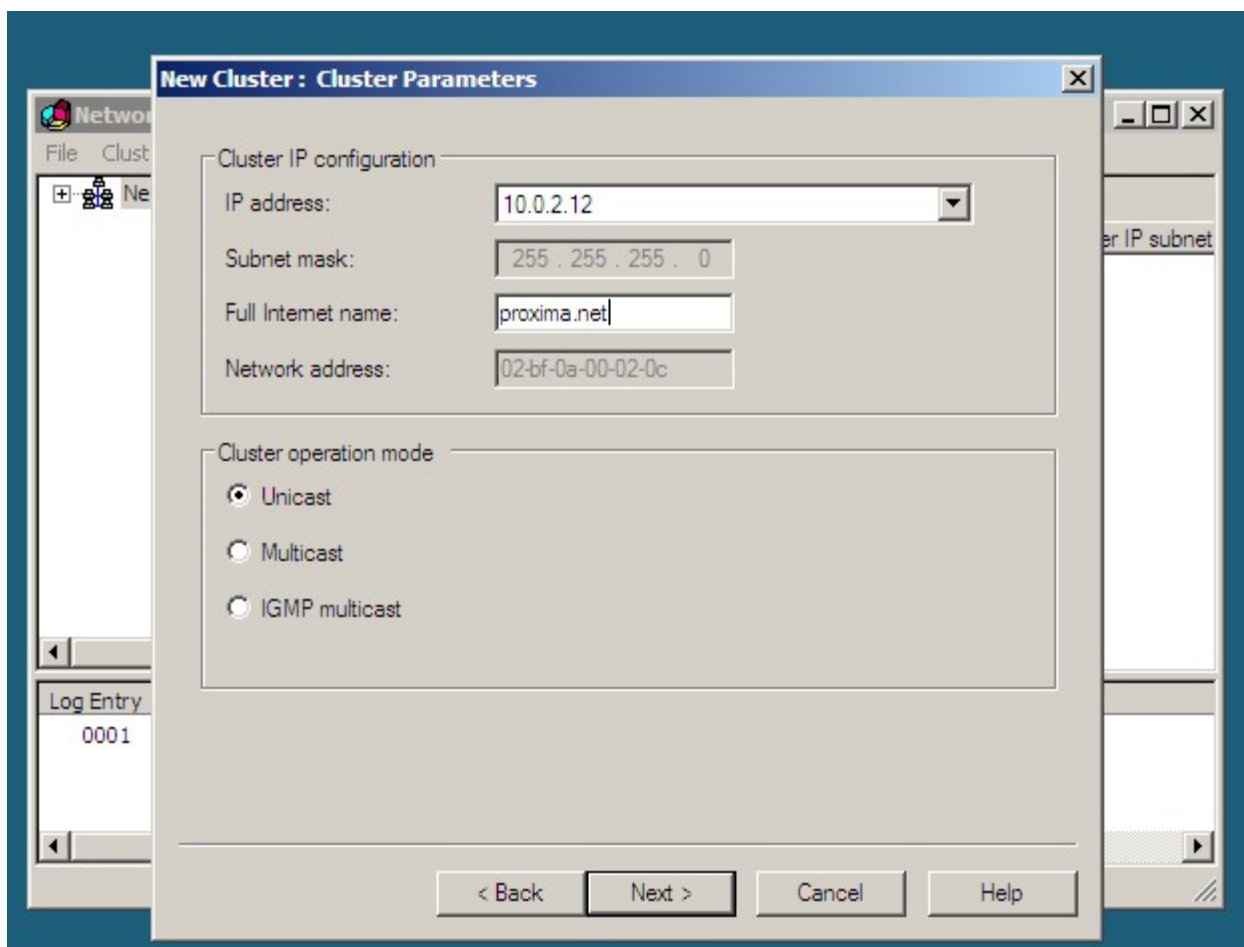 New Cluster : Cluster Parameters
Networ
File Clust
Ne
er IP subnet
Cluster IP configuration
IP address: 10.0.2.12
Subnet mask: 255 . 255 . 255 . 0
Full Internet name: proxima.net
Network address: 02-bf-0a-00-02-0c
Cluster operation mode
Unicast
Multicast
IGMP multicast
Log Entry
0001
< Back Next > Cancel Help